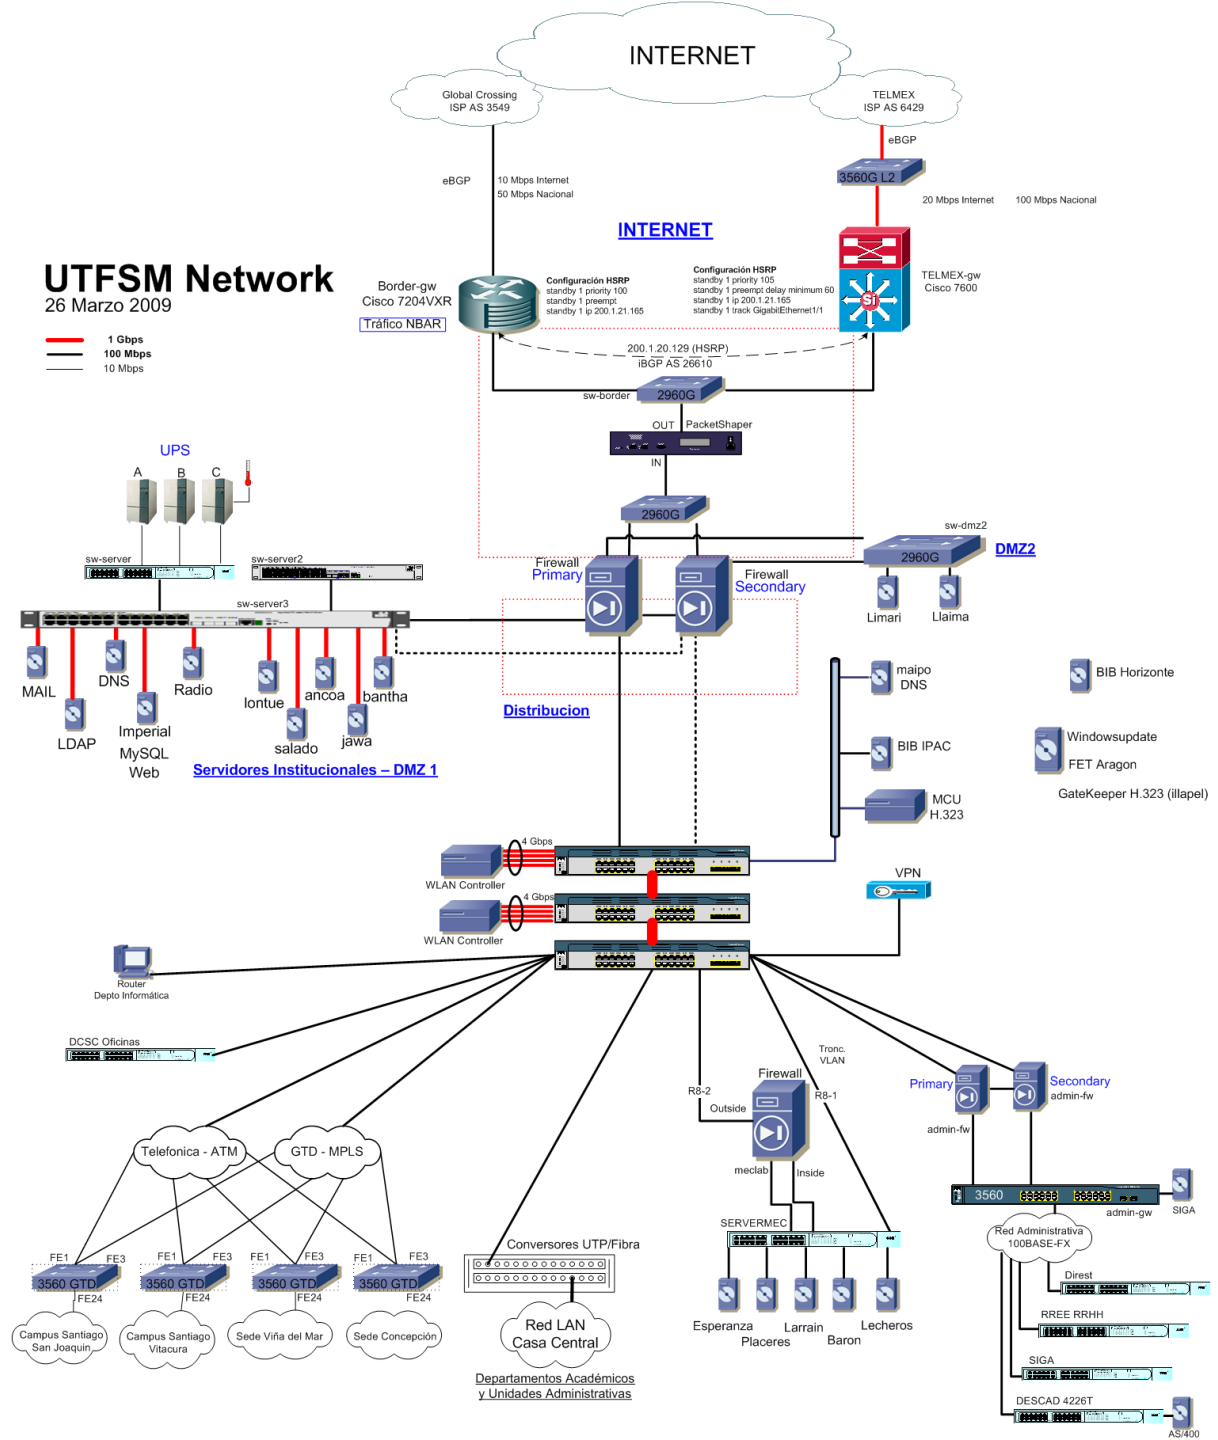 INTERNET
Global Crossing
ISP AS 3549
TELMEX
ISP AS 6429
eBGP
3560G L2
eBGP
10 Mbps Internet
50 Mbps Nacional
20 Mbps Internet
100 Mbps Nacional
INTERNET
UTFSM Network
26 Marzo 2009
1 Gbps
100 Mbps
10 Mbps
Border-gw
Cisco 7204VXR
Tráfico NBAR
Configuración HSRP
standby 1 priority 100
standby 1 preempt
standby 1 ip 200.1.21.165
Configuración HSRP
standby 1 priority 105
standby 1 preempt delay minimum 60
standby 1 ip 200.1.21.165
standby 1 track GigabitEthernet1/1
Si
TELMEX-gw
Cisco 7600
200.1.20.129 (HSRP)
iBGP AS 26610
sw-border
2960G
OUT
PacketShaper
IN
2960G
UPS
A
B
C
sw-server
sw-server2
sw-server3
Firewall
Primary
Firewall
Secondary
sw-dmz2
2960G
DMZ2
Limari
Llaima
MAIL
LDAP
DNS
Imperial
MySQL
Web
Radio
lontue
salado
ancoa
jawa
bantha
Servidores Institucionales – DMZ 1
Distribucion
maipo
DNS
BIB IPAC
MCU
H.323
BIB Horizonte
Windowsupdate
FET Aragon
GateKeeper H.323 (illapel)
4 Gbps
WLAN Controller
4 Gbps
WLAN Controller
VPN
Router
Depto Informática
DCSC Oficinas
Telefonica - ATM
GTD - MPLS
FE1
FE3
3560 GTD
FE24
FE1
FE3
3560 GTD
FE24
FE1
FE3
3560 GTD
FE24
FE1
FE3
3560 GTD
FE24
Campus Santiago
San Joaquin
Campus Santiago
Vitacura
Sede Viña del Mar
Sede Concepción
Conversores UTP/Fibra
Red LAN
Casa Central
Departamentos Académicos
y Unidades Administrativas
R8-2
Firewall
Outside
meclab
Inside
Tronc.
VLAN
R8-1
SERVERMEC
Esperanza
Placeres
Larrain
Baron
Lecheros
Primary
admin-fw
Secondary
admin-fw
3560
admin-gw
SIGA
Red Administrativa
100BASE-FX
Direst
RREE RRHH
SIGA
DESCAD 4226T
AS/400